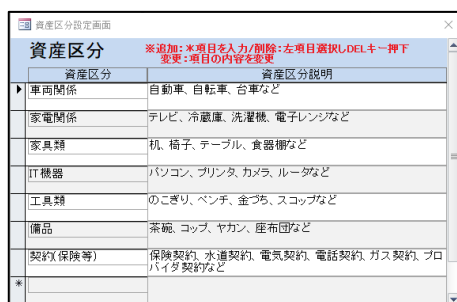 資産区分設定画面
資産区分
※追加:*項目を入力/削除:左項目選択しDELキー押下
変更:項目の内容を変更
資産区分 資産区分説明
車両関係 自動車、自転車、台車など
家電関係 テレビ、冷蔵庫、洗濯機、電子レンジなど
家具類 机、椅子、テーブル、食器棚など
IT機器 パソコン、プリンタ、カメラ、ルータなど
工具類 のこぎり、ペンチ、金づち、スコップなど
備品 茶碗、コップ、ヤカン、座布団など
契約(保険等) 保険契約、水道契約、電気契約、電話契約、ガス契約、プロ
バイダ契約など
*